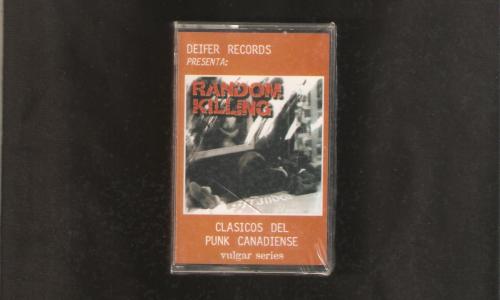 DEIFER RECORDS
PRESENTA:
RANDOM
KILLING
CLASICOS DEL
PUNK CANADIENSE
vulgar series